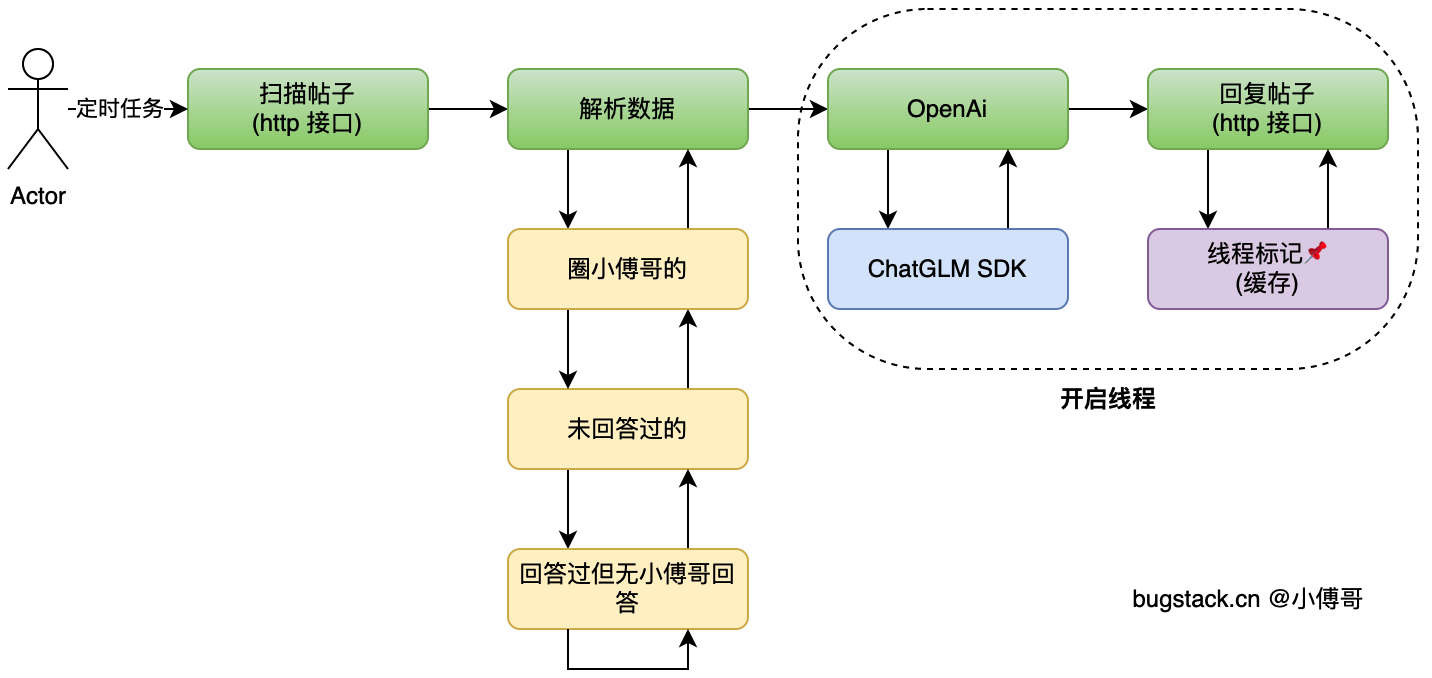 Actor
定时任务
扫描帖子
(http 接口)
解析数据
OpenAi
回复帖子
(http 接口)
圈小傅哥的
ChatGLM SDK
线程标记📌
(缓存)
开启线程
未回答过的
回答过但无小傅哥回
答
bugstack.cn @小傅哥